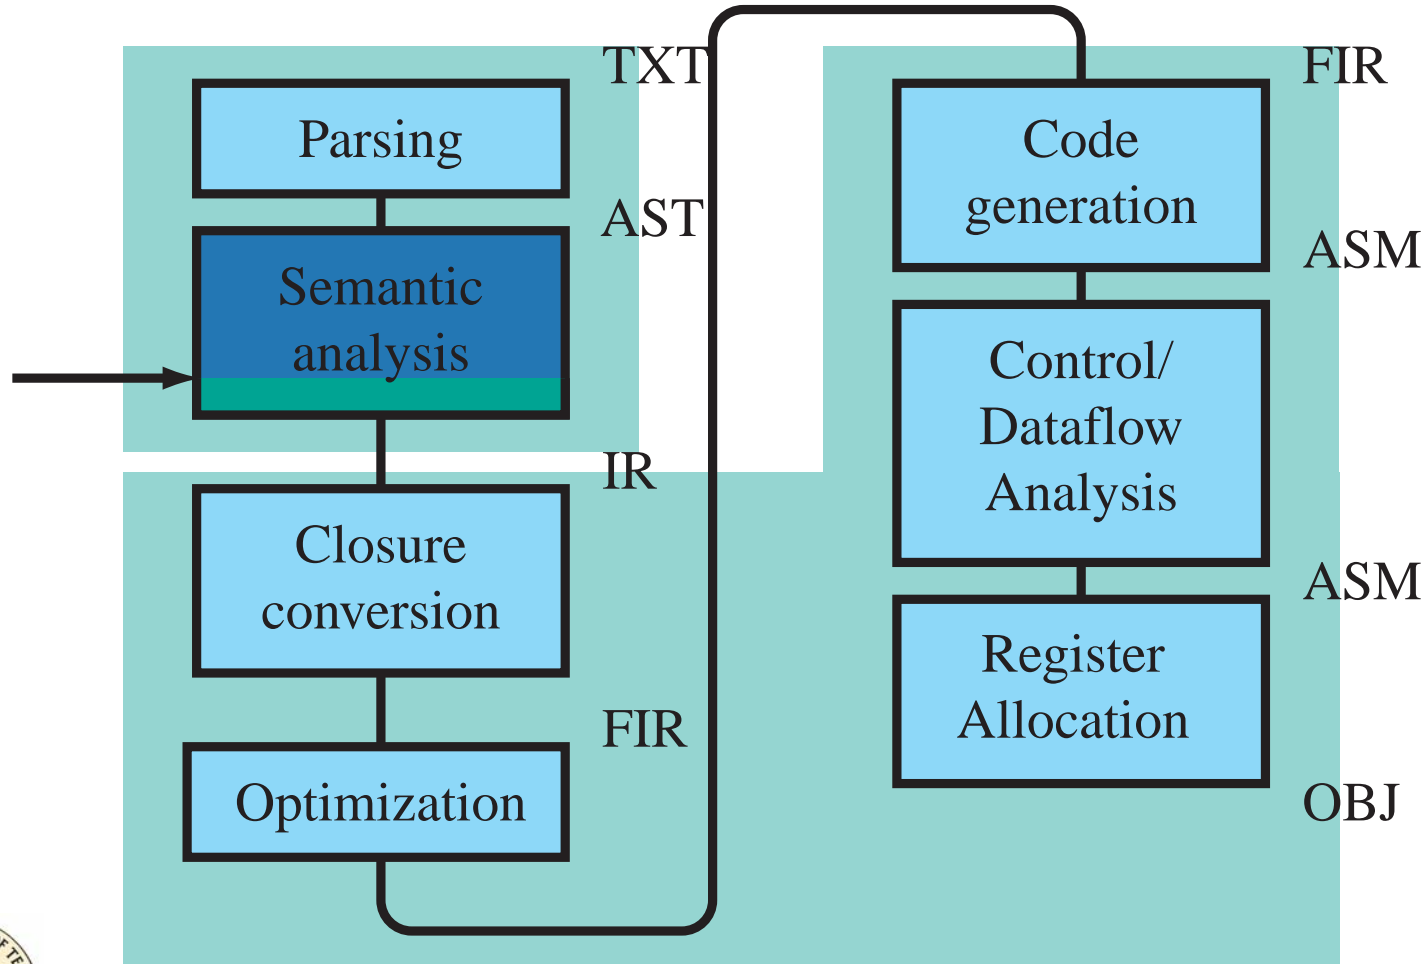 TXT
Parsing
AST
Semantic
analysis
IR
Closure
conversion
FIR
Optimization
FIR
Code
generation
ASM
Control/
Dataflow
Analysis
ASM
Register
Allocation
OBJ